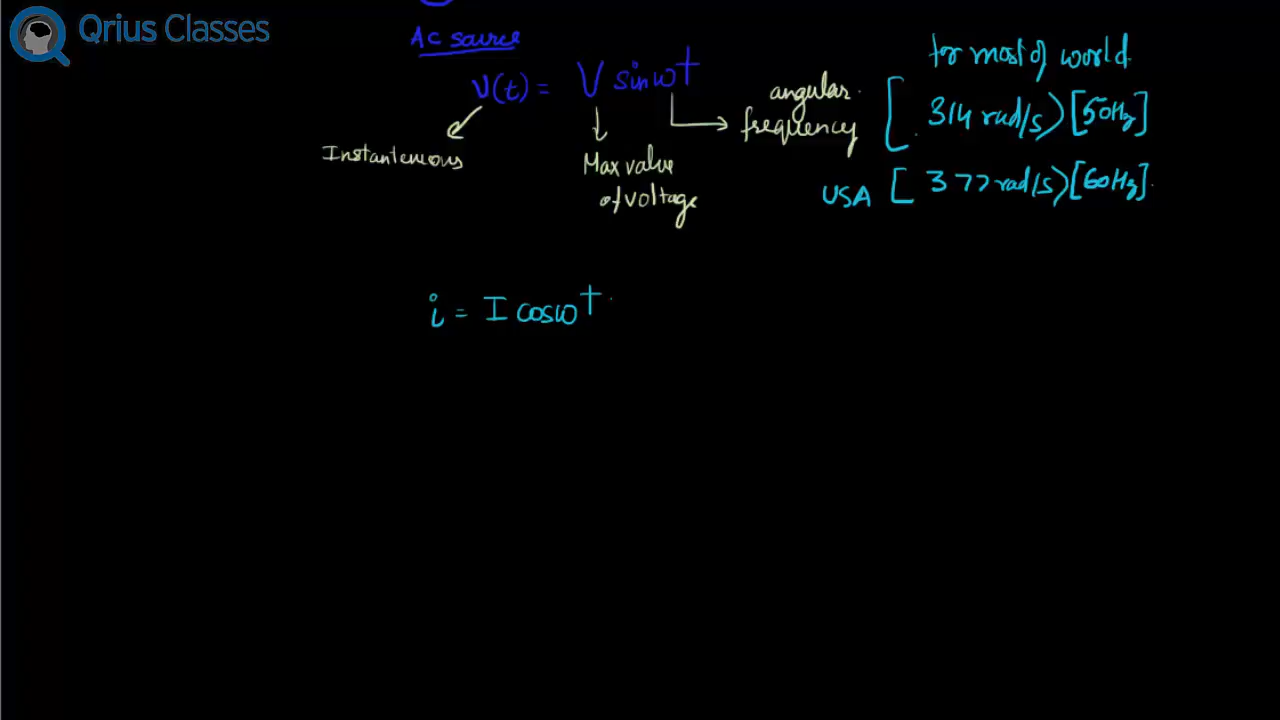 Qrius Classes
AC source
v(t) = V sinωt
Instanteneous
Max value
of voltage
angular
frequency
for most of world
[314 rad/s) [50Hz]
USA [377 rad/s) [60Hz]
i = I cosωt